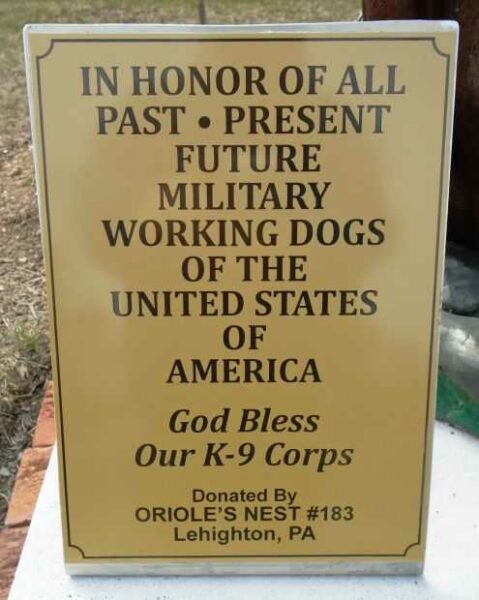 IN HONOR OF ALL
PAST • PRESENT
FUTURE
MILITARY
WORKING DOGS
OF THE
UNITED STATES
OF
AMERICA
God Bless
Our K-9 Corps
Donated By
ORIOLE'S NEST #183
Lehighton, PA